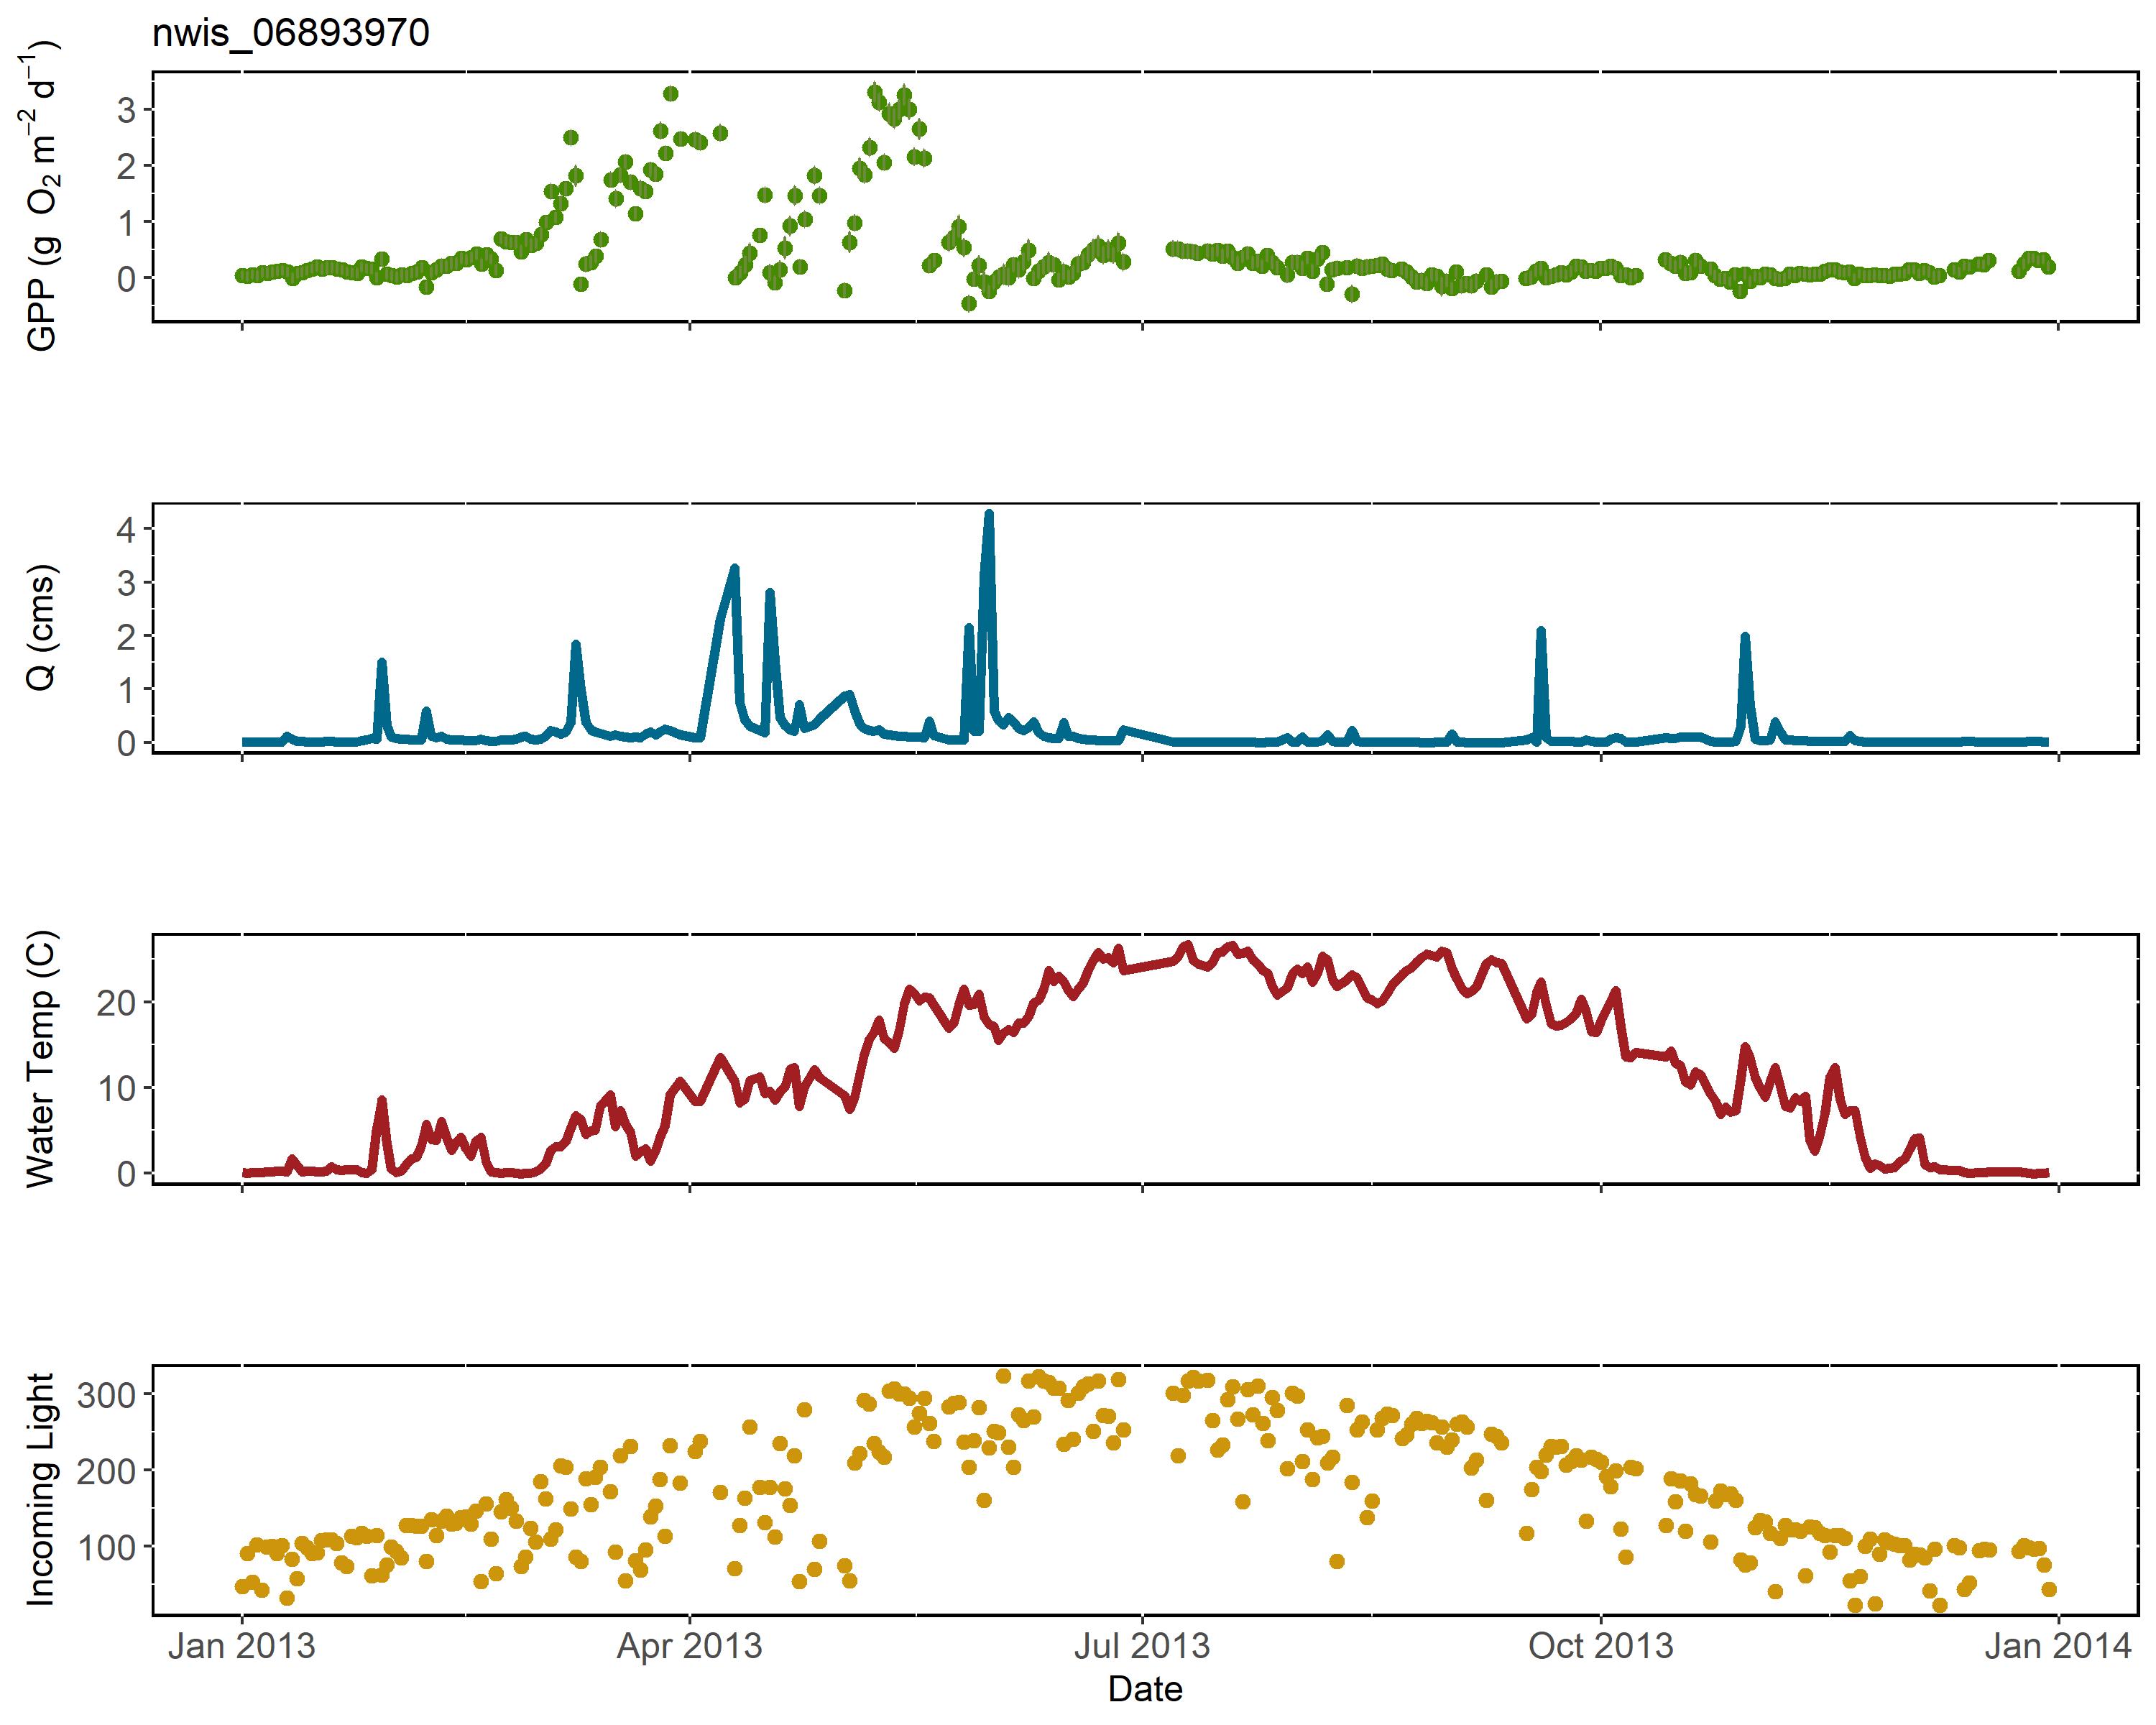 nwis_06893970
GPP (g O₂ m⁻² d⁻¹)
3
2
1
0
Q (cms)
4
3
2
1
0
Water Temp (C)
20
10
0
Incoming Light
300
200
100
Jan 2013 Apr 2013 Jul 2013 Oct 2013 Jan 2014
Date